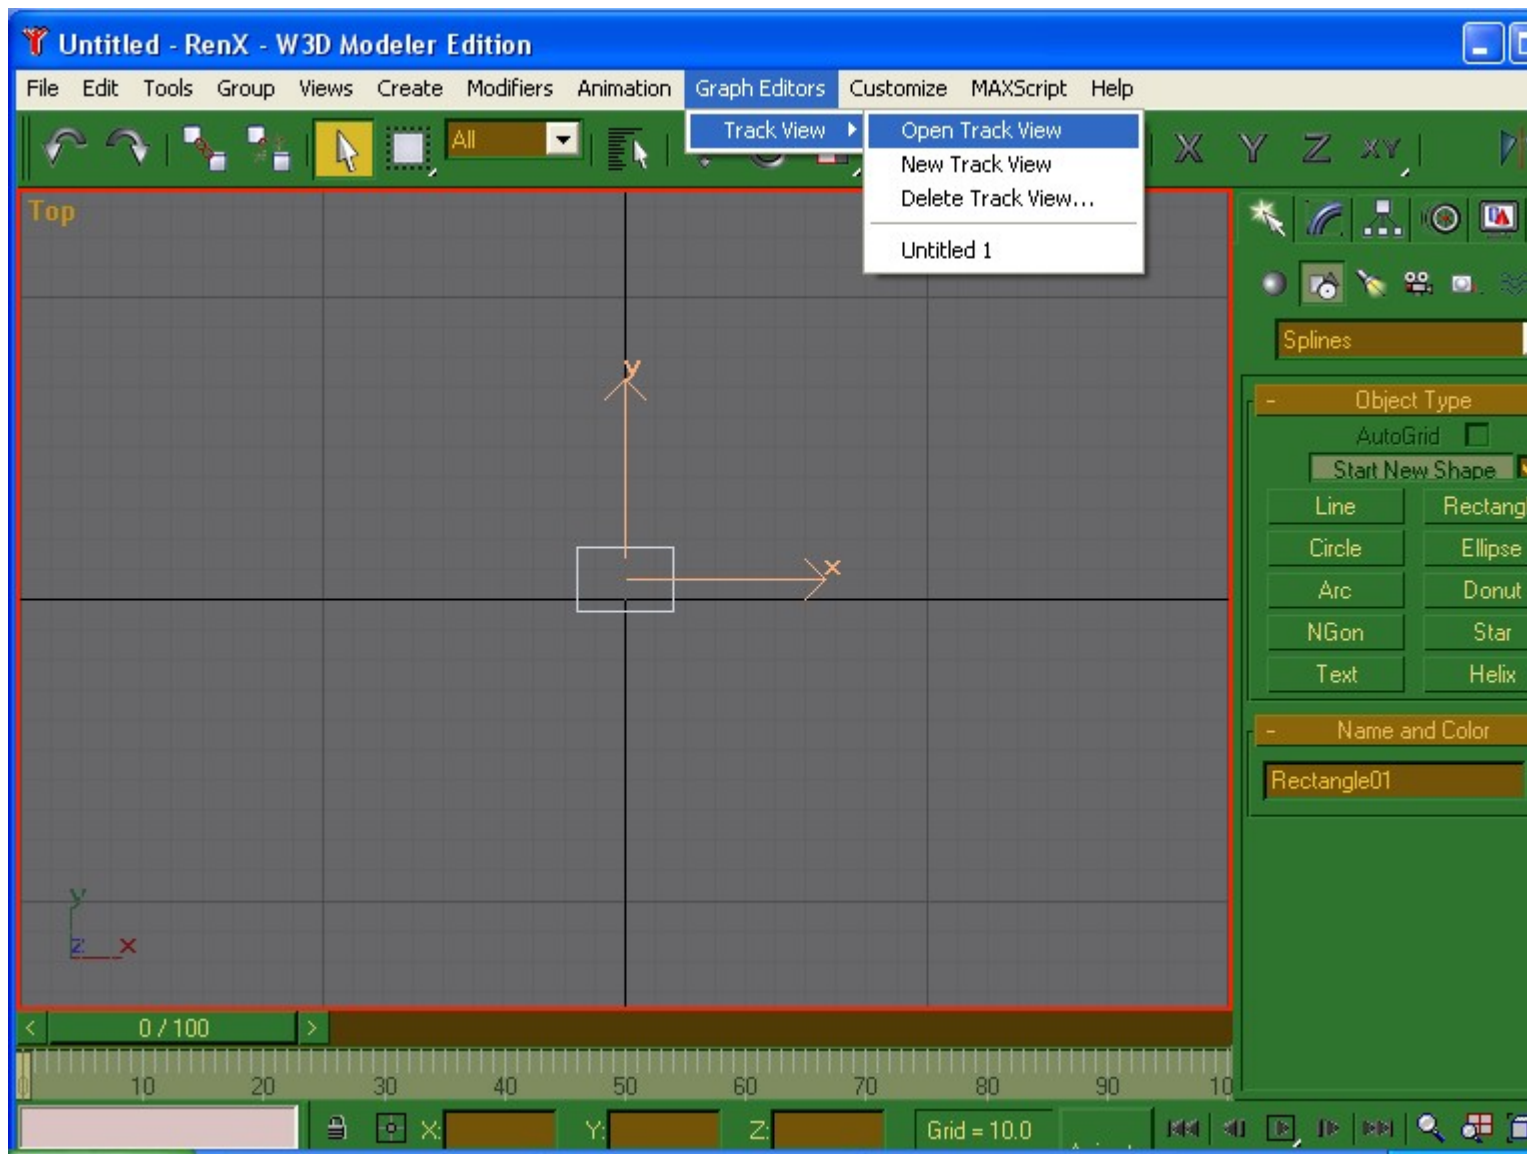 Untitled - RenX - W3D Modeler Edition
File Edit Tools Group Views Create Modifiers Animation Graph Editors Customize MAXScript Help
Track View Open Track View
New Track View
Delete Track View...
Untitled 1
All X Y Z XY
Top
Splines
Object Type
AutoGrid
Start New Shape
Line Rectang
Circle Ellipse
Arc Donut
NGon Star
Text Helix
Name and Color
Rectangle01
y
x
y
z x
< 0 / 100 >
0 10 20 30 40 50 60 70 80 90 10
X: Y: Z: Grid = 10.0